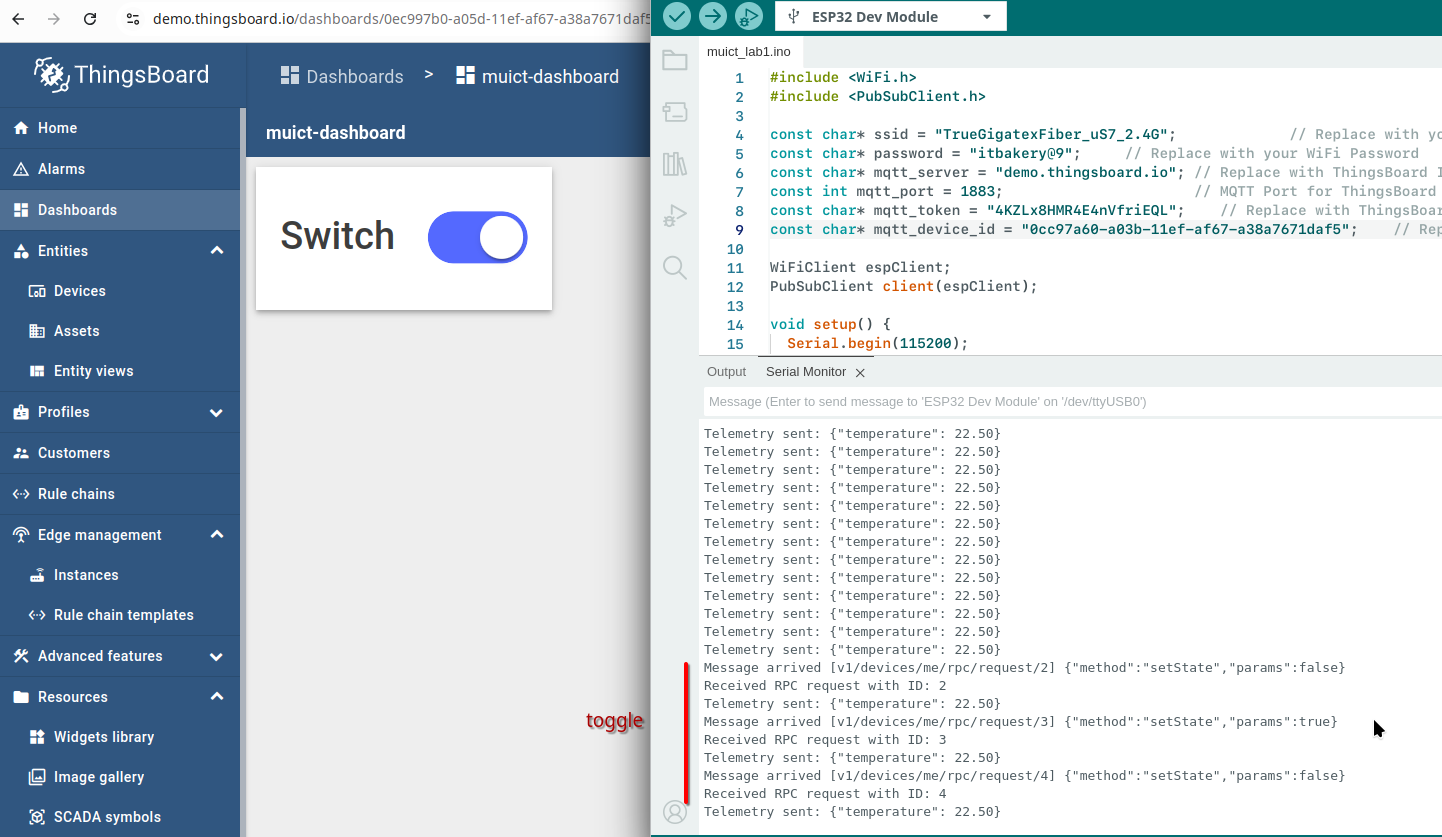 demo.thingsboard.io/dashboards/0ec997b0-a05d-11ef-af67-a38a7671daf5
ThingsBoard
Dashboards > muict-dashboard
Home
Alarms
Dashboards
Entities
Devices
Assets
Entity views
Profiles
Customers
Rule chains
Edge management
Instances
Rule chain templates
Advanced features
Resources
Widgets library
Image gallery
SCADA symbols
muict-dashboard
Switch
toggle
ESP32 Dev Module
muict_lab1.ino
1 #include <WiFi.h>
2 #include <PubSubClient.h>
3
4 const char* ssid = "TrueGigatexFiber_uS7_2.4G"; // Replace with yo
5 const char* password = "itbakery@9"; // Replace with your WiFi Password
6 const char* mqtt_server = "demo.thingsboard.io"; // Replace with ThingsBoard
7 const int mqtt_port = 1883; // MQTT Port for ThingsBoard
8 const char* mqtt_token = "4KZLx8HMR4E4nVfriEQL"; // Replace with ThingsBoar
9 const char* mqtt_device_id = "0cc97a60-a03b-11ef-af67-a38a7671daf5"; // Rep
10
11 WiFiClient espClient;
12 PubSubClient client(espClient);
13
14 void setup() {
15 Serial.begin(115200);
Output Serial Monitor
Message (Enter to send message to 'ESP32 Dev Module' on '/dev/ttyUSB0')
Telemetry sent: {"temperature": 22.50}
Telemetry sent: {"temperature": 22.50}
Telemetry sent: {"temperature": 22.50}
Telemetry sent: {"temperature": 22.50}
Telemetry sent: {"temperature": 22.50}
Telemetry sent: {"temperature": 22.50}
Telemetry sent: {"temperature": 22.50}
Telemetry sent: {"temperature": 22.50}
Telemetry sent: {"temperature": 22.50}
Telemetry sent: {"temperature": 22.50}
Telemetry sent: {"temperature": 22.50}
Telemetry sent: {"temperature": 22.50}
Telemetry sent: {"temperature": 22.50}
Message arrived [v1/devices/me/rpc/request/2] {"method":"setState","params":false}
Received RPC request with ID: 2
Telemetry sent: {"temperature": 22.50}
Message arrived [v1/devices/me/rpc/request/3] {"method":"setState","params":true}
Received RPC request with ID: 3
Telemetry sent: {"temperature": 22.50}
Message arrived [v1/devices/me/rpc/request/4] {"method":"setState","params":false}
Received RPC request with ID: 4
Telemetry sent: {"temperature": 22.50}